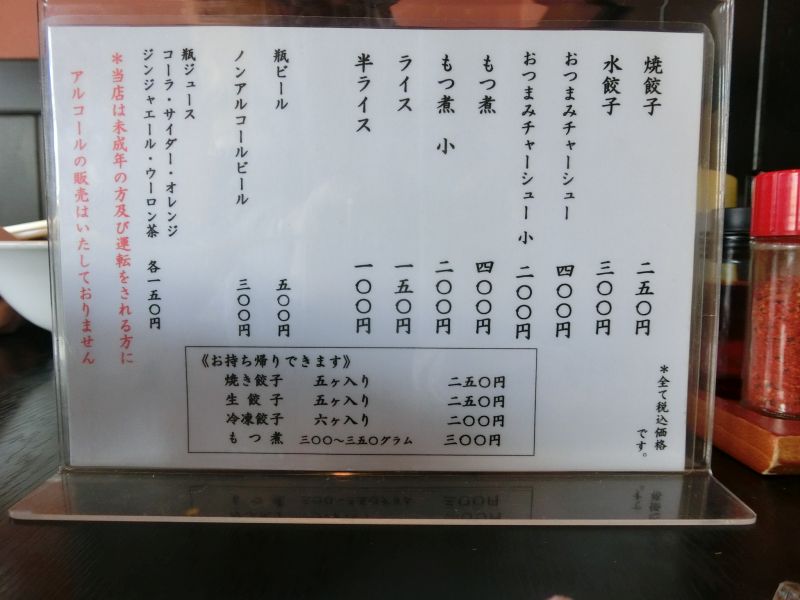 焼餃子 二五〇円
水餃子 三〇〇円
おつまみチャーシュー 四〇〇円
おつまみチャーシュー 小 二〇〇円
もつ煮 四〇〇円
もつ煮 小 二〇〇円
ライス 一五〇円
半ライス 一〇〇円
瓶ビール 五〇〇円
ノンアルコールビール 三〇〇円
瓶ジュース
コーラ・サイダー・オレンジ
ジンジャエール・ウーロン茶 各一五〇円
＊当店は未成年の方及び運転をされる方に
アルコールの販売はいたしておりません
＊全て税込価格
です。
《お持ち帰りできます》
焼き餃子 五ヶ入り 二五〇円
生餃子 五ヶ入り 二五〇円
冷凍餃子 六ヶ入り 二〇〇円
もつ煮 三〇〇～三五〇グラム 三〇〇円